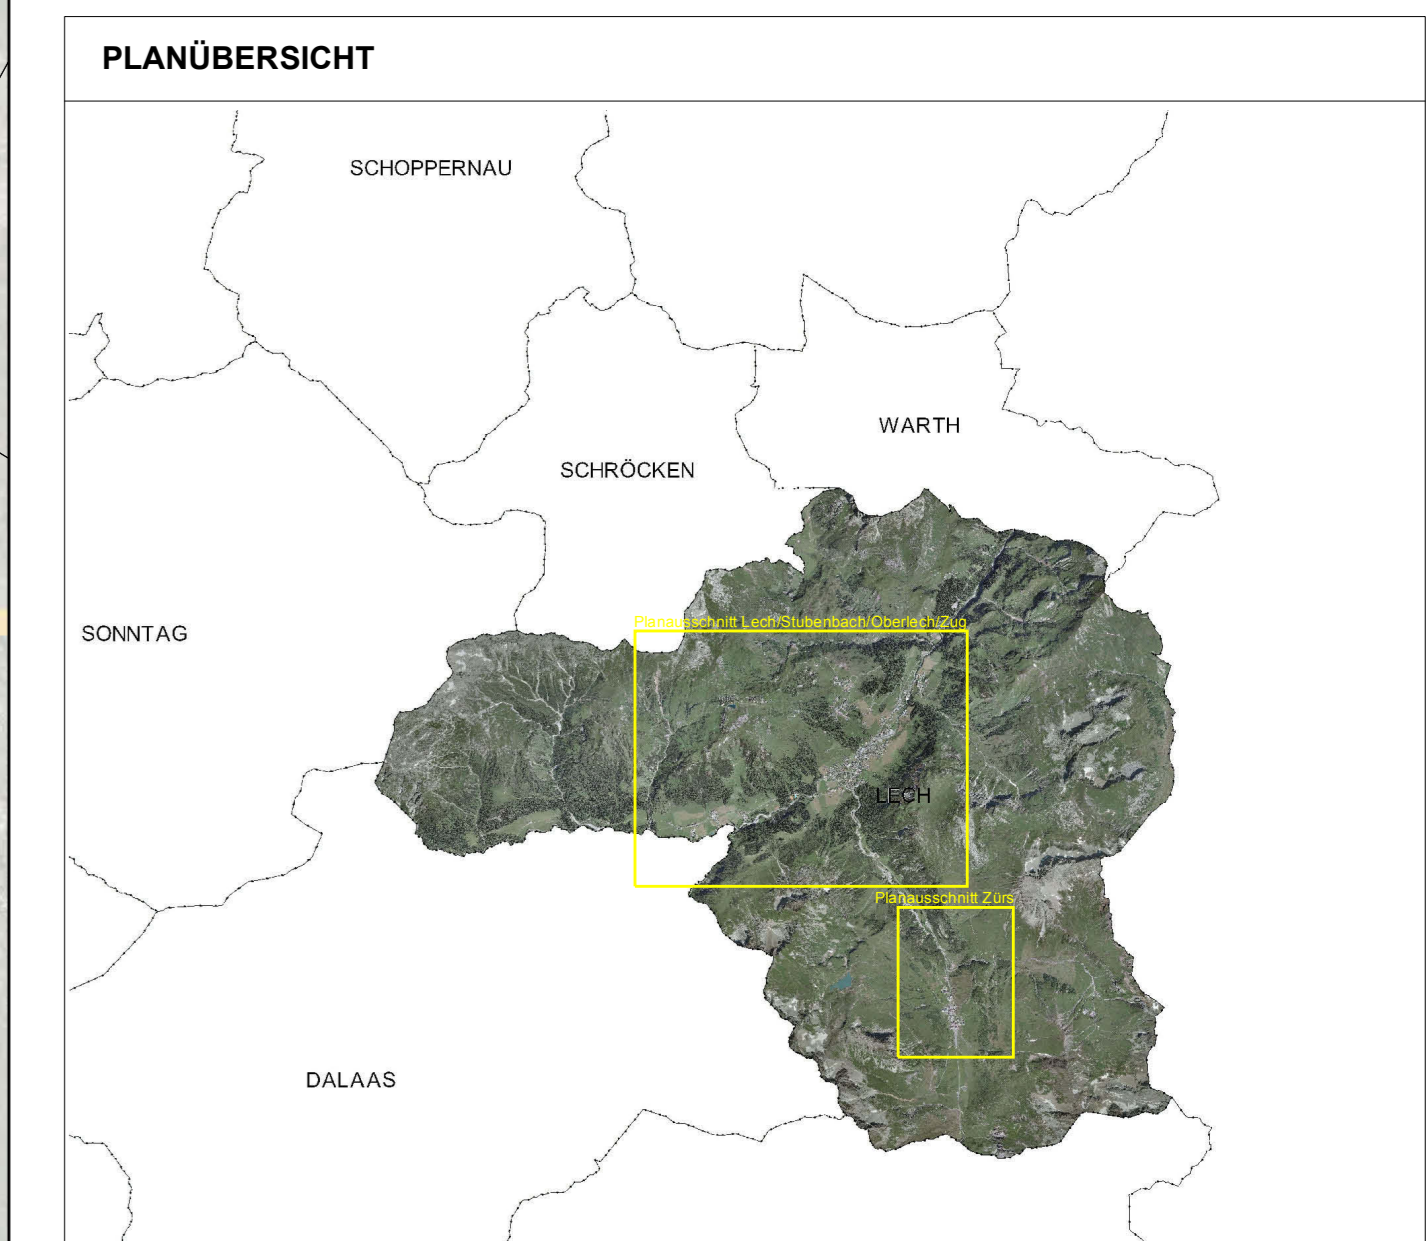 PLANÜBERSICHT
SCHOPPERNAU
WARTH
SCHRÖCKEN
Planausschnitt Lech/Stubenbach/Oberlech/Zug
SONNTAG
LECH
Planausschnitt Zürs
DALAAS